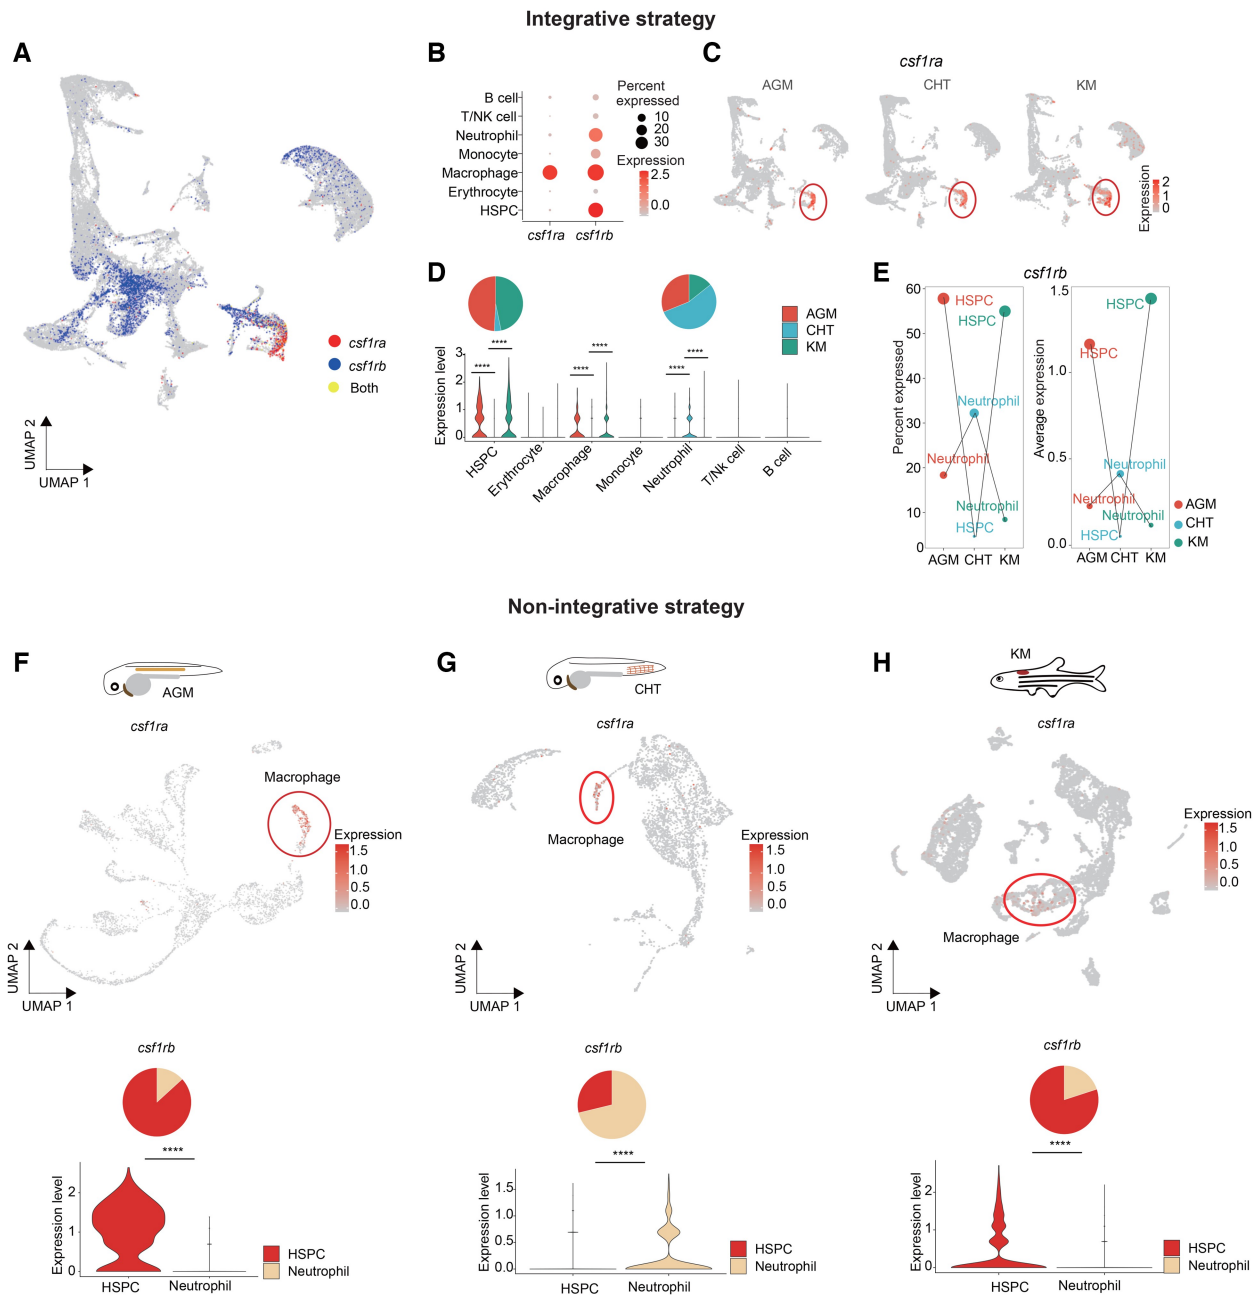 Integrative strategy
A
csf1ra
csf1rb
Both
UMAP 2
UMAP 1
B
B cell
T/NK cell
Neutrophil
Monocyte
Macrophage
Erythrocyte
HSPC
csf1ra csf1rb
Percent
expressed
10
20
30
Expression
2.5
0.0
C
csf1ra
AGM CHT KM
Expression
2
1
0
D
AGM
CHT
KM
Expression level
3
2
1
0
**** **** **** **** **** ****
HSPC
Erythrocyte
Macrophage
Monocyte
Neutrophil
T/Nk cell
B cell
E
csf1rb
Percent expressed
60
50
40
30
20
10
0
HSPC
HSPC
Neutrophil
Neutrophil
Neutrophil
HSPC
AGM CHT KM
Average expression
1.5
1.0
0.5
0.0
HSPC
HSPC
Neutrophil
Neutrophil
Neutrophil
HSPC
AGM CHT KM
AGM
CHT
KM
Non-integrative strategy
F
AGM
csf1ra
Macrophage
Expression
1.5
1.0
0.5
0.0
UMAP 2
UMAP 1
csf1rb
****
Expression level
2
1
0
HSPC Neutrophil
HSPC
Neutrophil
G
CHT
csf1ra
Macrophage
Expression
1.5
1.0
0.5
0.0
UMAP 2
UMAP 1
csf1rb
****
Expression level
1.5
1.0
0.5
0.0
HSPC Neutrophil
HSPC
Neutrophil
H
KM
csf1ra
Macrophage
Expression
1.5
1.0
0.5
0.0
UMAP 2
UMAP 1
csf1rb
****
Expression level
2
1
0
HSPC Neutrophil
HSPC
Neutrophil